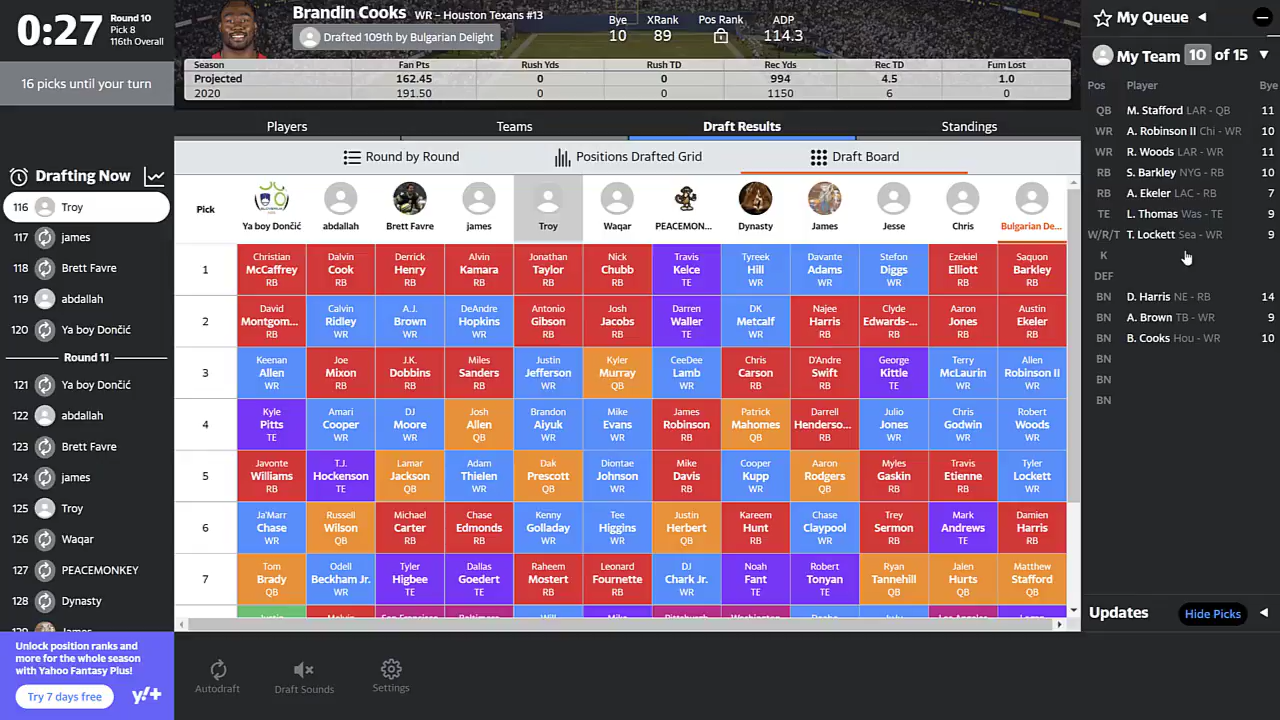 0:27
Round 10
Pick 8
116th Overall
16 picks until your turn
Drafting Now
116 Troy
117 james
118 Brett Favre
119 abdallah
120 Ya boy Dončić
Round 11
121 Ya boy Dončić
122 abdallah
123 Brett Favre
124 james
125 Troy
126 Waqar
127 PEACEMONKEY
128 Dynasty
129 James
Unlock position ranks and
more for the whole season
with Yahoo Fantasy Plus!
Try 7 days free y!+
Brandin Cooks WR – Houston Texans #13
Drafted 109th by Bulgarian Delight
Bye XRank Pos Rank ADP
10 89 114.3
Season Fan Pts Rush Yds Rush TD Rec Yds Rec TD Fum Lost
Projected 162.45 0 0 994 4.5 1.0
2020 191.50 0 0 1150 6 0
Players Teams Draft Results Standings
Round by Round Positions Drafted Grid Draft Board
Pick Ya boy Dončić abdallah Brett Favre james Troy Waqar PEACEMON... Dynasty James Jesse Chris Bulgarian De...
Christian Dalvin Derrick Alvin Jonathan Nick Travis Tyreek Davante Stefon Ezekiel Saquon
1 McCaffrey Cook Henry Kamara Taylor Chubb Kelce Hill Adams Diggs Elliott Barkley
RB RB RB RB RB RB TE WR WR WR RB RB
David Calvin A.J. DeAndre Antonio Josh Darren DK Najee Clyde Aaron Austin
2 Montgom... Ridley Brown Hopkins Gibson Jacobs Waller Metcalf Harris Edwards-... Jones Ekeler
RB WR WR WR RB RB TE WR RB RB RB RB
Keenan Joe J.K. Miles Justin Kyler CeeDee Chris D'Andre George Terry Allen
3 Allen Mixon Dobbins Sanders Jefferson Murray Lamb Carson Swift Kittle McLaurin Robinson II
WR RB RB RB WR QB WR RB RB TE WR WR
Kyle Amari DJ Josh Brandon Mike James Patrick Darrell Julio Chris Robert
4 Pitts Cooper Moore Allen Aiyuk Evans Robinson Mahomes Henderso... Jones Godwin Woods
TE WR WR QB WR WR RB QB RB WR WR WR
Javonte T.J. Lamar Adam Dak Diontae Mike Cooper Aaron Myles Travis Tyler
5 Williams Hockenson Jackson Thielen Prescott Johnson Davis Kupp Rodgers Gaskin Etienne Lockett
RB TE QB WR QB WR RB WR QB RB RB WR
Ja'Marr Russell Michael Chase Kenny Tee Justin Kareem Chase Trey Mark Damien
6 Chase Wilson Carter Edmonds Golladay Higgins Herbert Hunt Claypool Sermon Andrews Harris
WR QB RB RB WR WR QB RB WR RB TE RB
Tom Odell Tyler Dallas Raheem Leonard DJ Noah Robert Ryan Jalen Matthew
7 Brady Beckham Jr. Higbee Goedert Mostert Fournette Chark Jr. Fant Tonyan Tannehill Hurts Stafford
QB WR TE TE RB RB WR TE TE QB QB QB
Autodraft Draft Sounds Settings
My Queue
My Team 10 of 15
Pos Player Bye
QB M. Stafford LAR - QB 11
WR A. Robinson II Chi - WR 10
WR R. Woods LAR - WR 11
RB S. Barkley NYG - RB 10
RB A. Ekeler LAC - RB 7
TE L. Thomas Was - TE 9
W/R/T T. Lockett Sea - WR 9
K
DEF
BN D. Harris NE - RB 14
BN A. Brown TB - WR 9
BN B. Cooks Hou - WR 10
BN
BN
BN
Updates Hide Picks